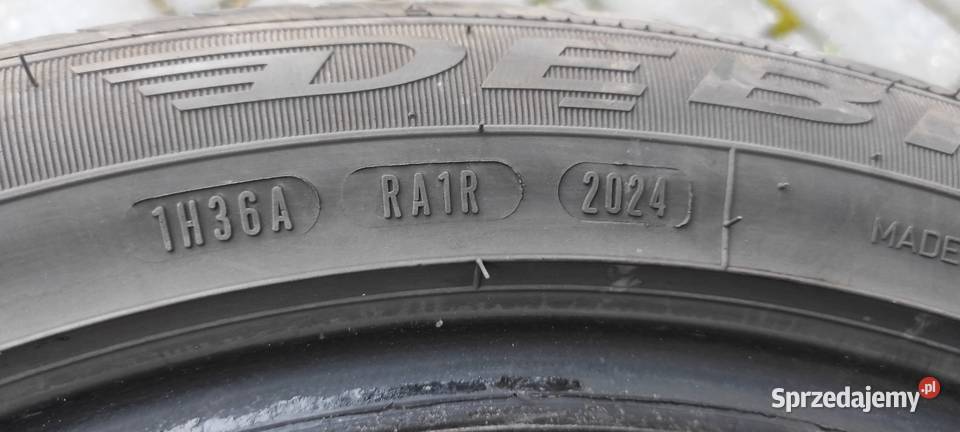 DEB
1H36A RA1R 2024
MADE
Sprzedajemy.pl